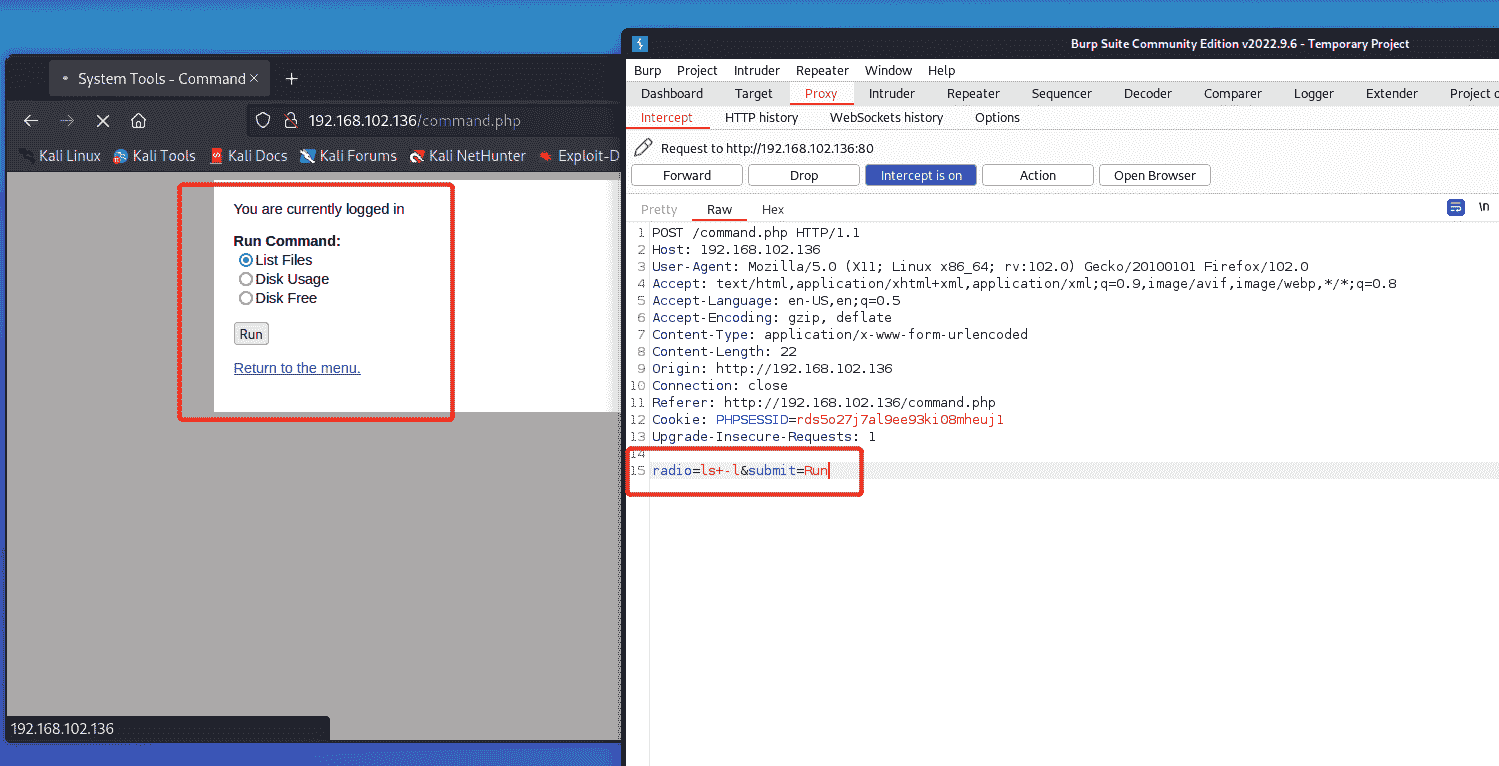 System Tools - Command
192.168.102.136/command.php
Kali Linux Kali Tools Kali Docs Kali Forums Kali NetHunter Exploit-D
You are currently logged in
Run Command:
List Files
Disk Usage
Disk Free
Run
Return to the menu.
192.168.102.136
Burp Suite Community Edition v2022.9.6 - Temporary Project
Burp Project Intruder Repeater Window Help
Dashboard Target Proxy Intruder Repeater Sequencer Decoder Comparer Logger Extender Project o
Intercept HTTP history WebSockets history Options
Request to http://192.168.102.136:80
Forward Drop Intercept is on Action Open Browser
Pretty Raw Hex \n
1 POST /command.php HTTP/1.1
2 Host: 192.168.102.136
3 User-Agent: Mozilla/5.0 (X11; Linux x86_64; rv:102.0) Gecko/20100101 Firefox/102.0
4 Accept: text/html,application/xhtml+xml,application/xml;q=0.9,image/avif,image/webp,*/*;q=0.8
5 Accept-Language: en-US,en;q=0.5
6 Accept-Encoding: gzip, deflate
7 Content-Type: application/x-www-form-urlencoded
8 Content-Length: 22
9 Origin: http://192.168.102.136
10 Connection: close
11 Referer: http://192.168.102.136/command.php
12 Cookie: PHPSESSID=rds5o27j7al9ee93ki08mheuj1
13 Upgrade-Insecure-Requests: 1
14
15 radio=ls+-l&submit=Run